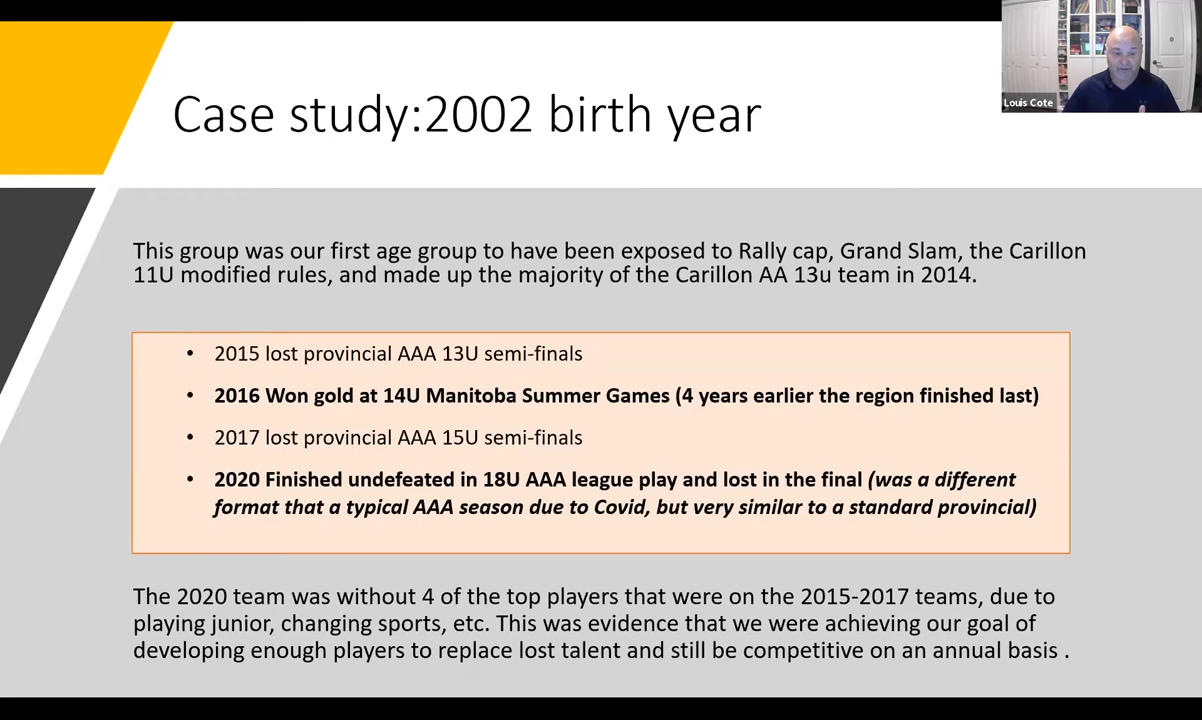 Louis Cote
Case study:2002 birth year
This group was our first age group to have been exposed to Rally cap, Grand Slam, the Carillon
11U modified rules, and made up the majority of the Carillon AA 13u team in 2014.
• 2015 lost provincial AAA 13U semi-finals
• 2016 Won gold at 14U Manitoba Summer Games (4 years earlier the region finished last)
• 2017 lost provincial AAA 15U semi-finals
• 2020 Finished undefeated in 18U AAA league play and lost in the final (was a different
format that a typical AAA season due to Covid, but very similar to a standard provincial)
The 2020 team was without 4 of the top players that were on the 2015-2017 teams, due to
playing junior, changing sports, etc. This was evidence that we were achieving our goal of
developing enough players to replace lost talent and still be competitive on an annual basis .